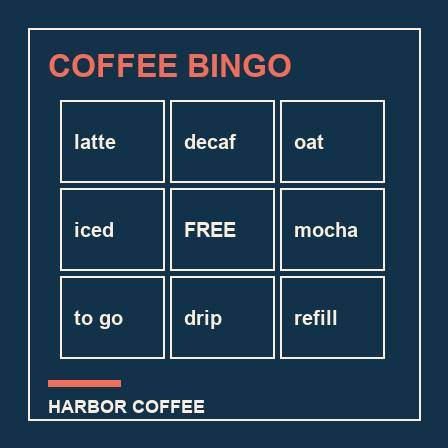 COFFEE BINGO
latte decaf oat
iced FREE mocha
to go drip refill
HARBOR COFFEE